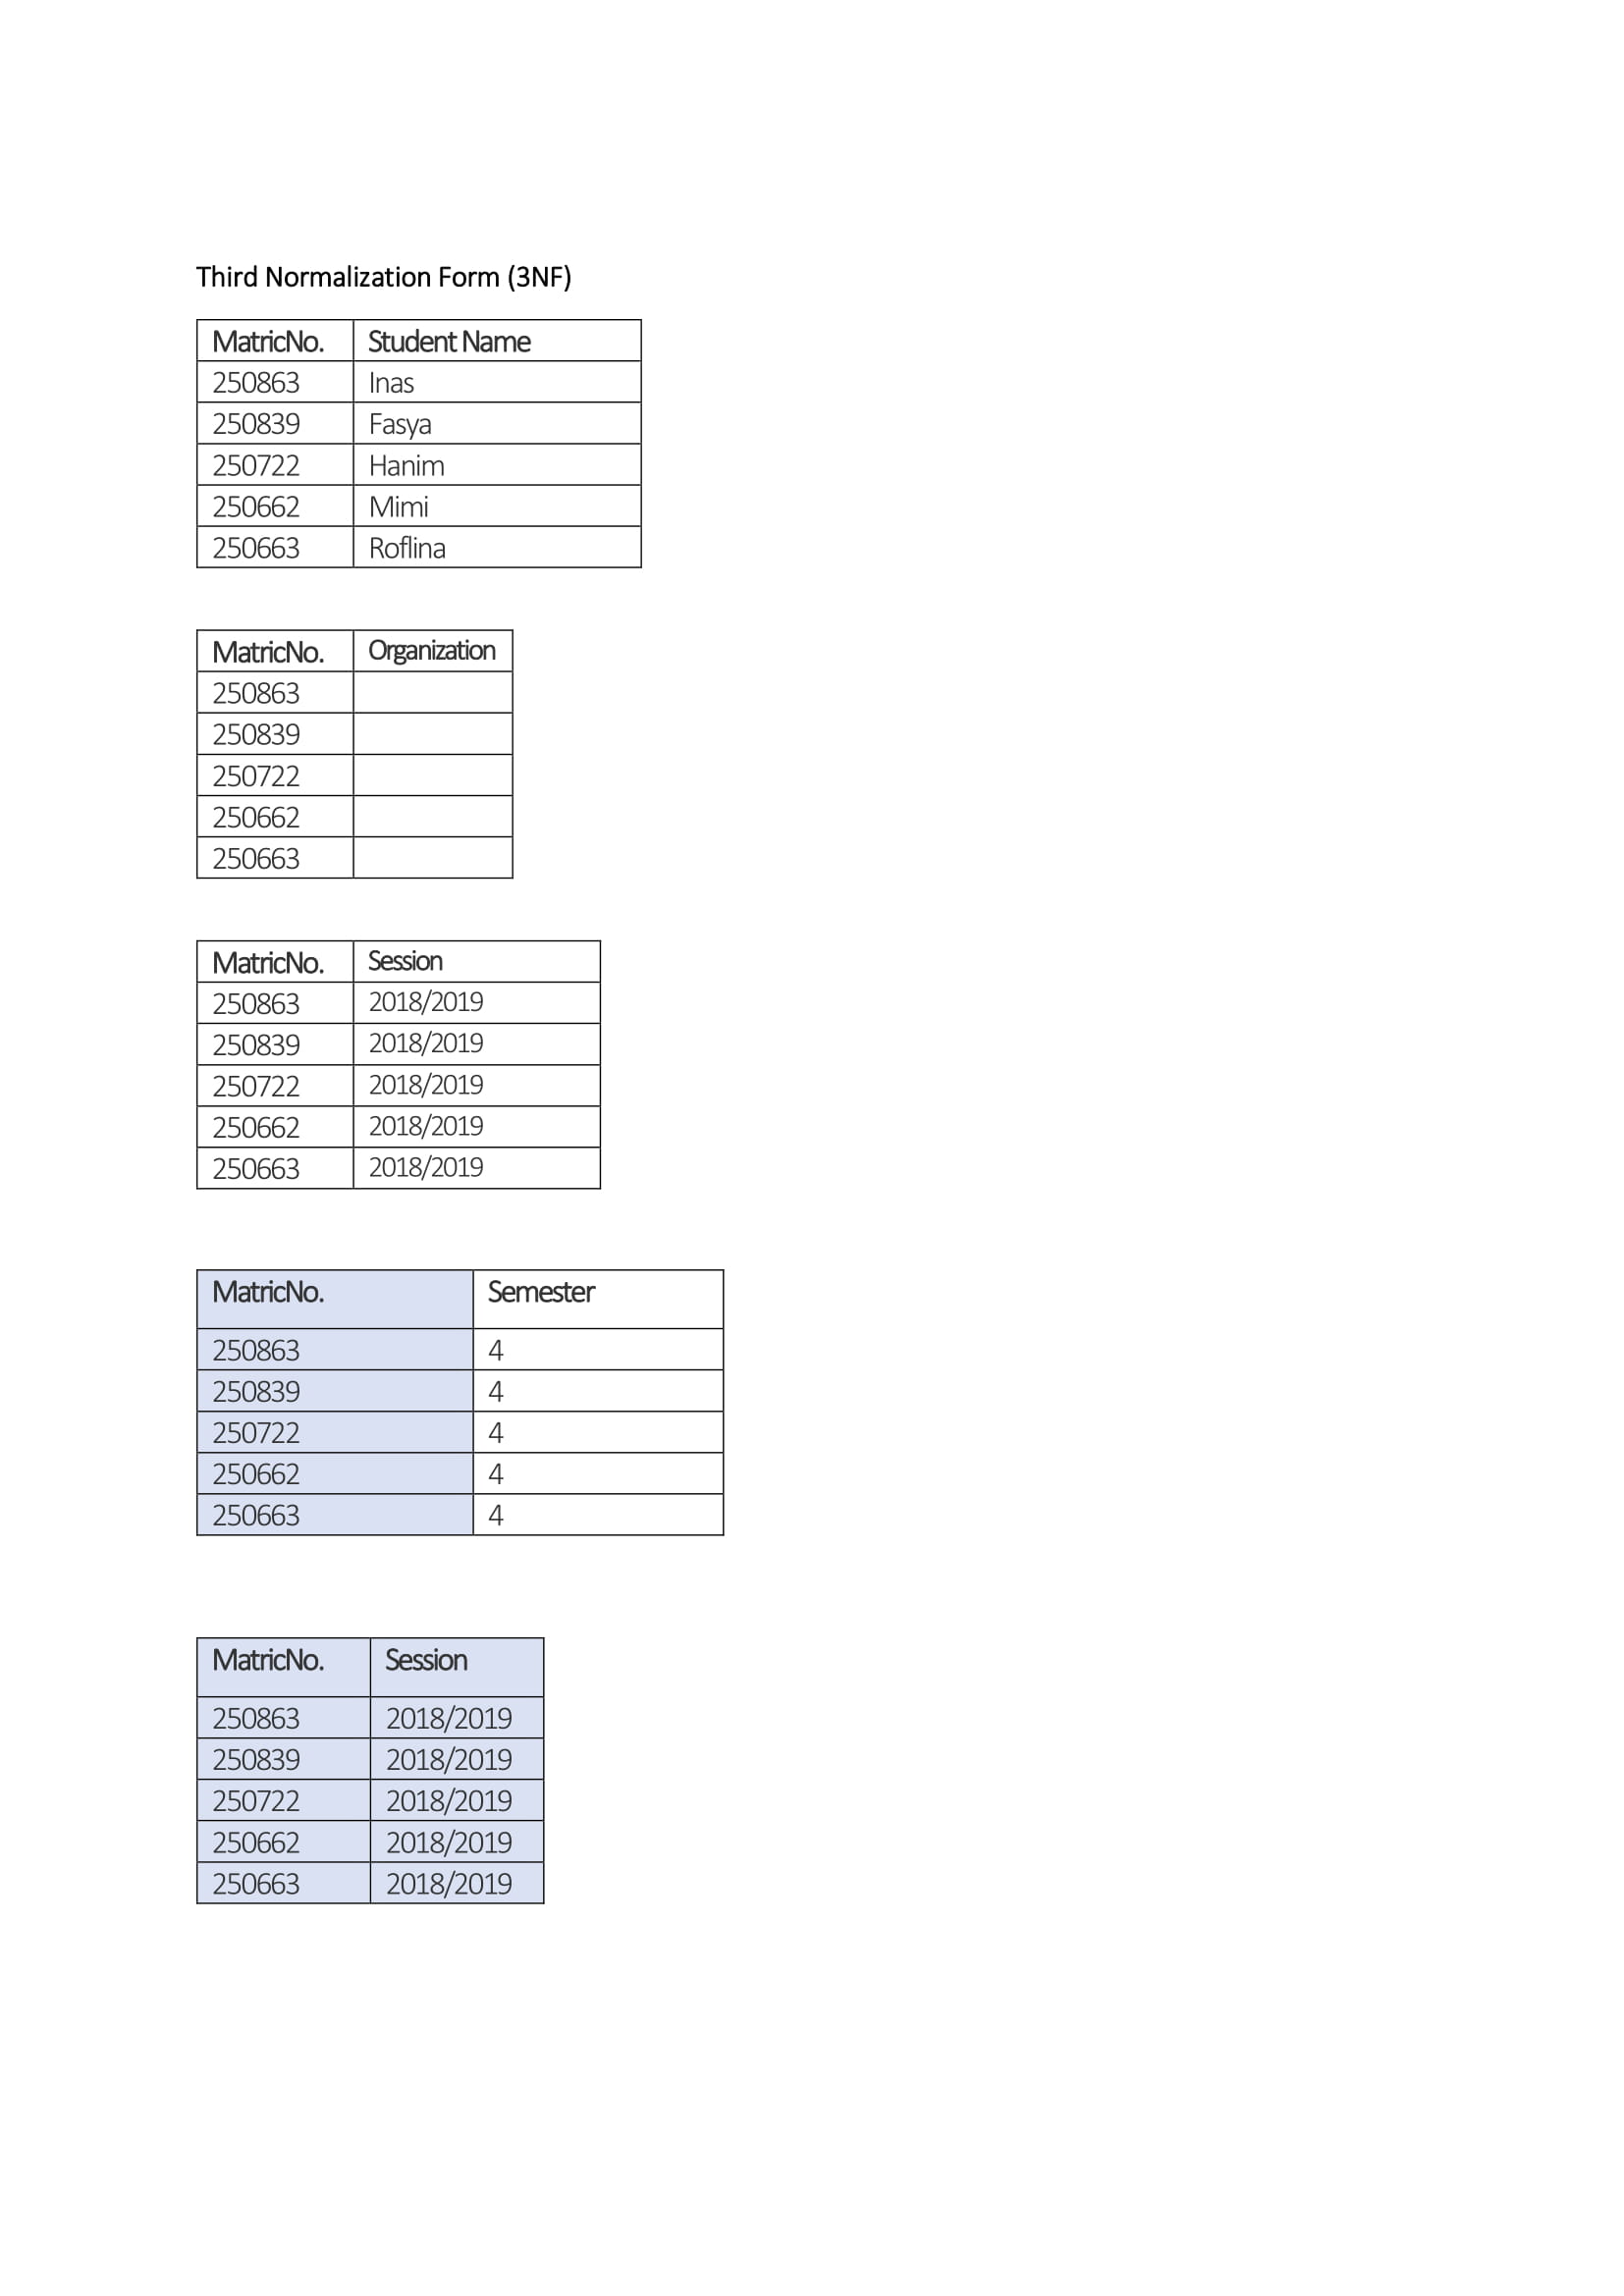 Third Normalization Form (3NF)
MatricNo. Student Name
250863 Inas
250839 Fasya
250722 Hanim
250662 Mimi
250663 Roflina
MatricNo. Organization
250863
250839
250722
250662
250663
MatricNo. Session
250863 2018/2019
250839 2018/2019
250722 2018/2019
250662 2018/2019
250663 2018/2019
MatricNo. Semester
250863 4
250839 4
250722 4
250662 4
250663 4
MatricNo. Session
250863 2018/2019
250839 2018/2019
250722 2018/2019
250662 2018/2019
250663 2018/2019